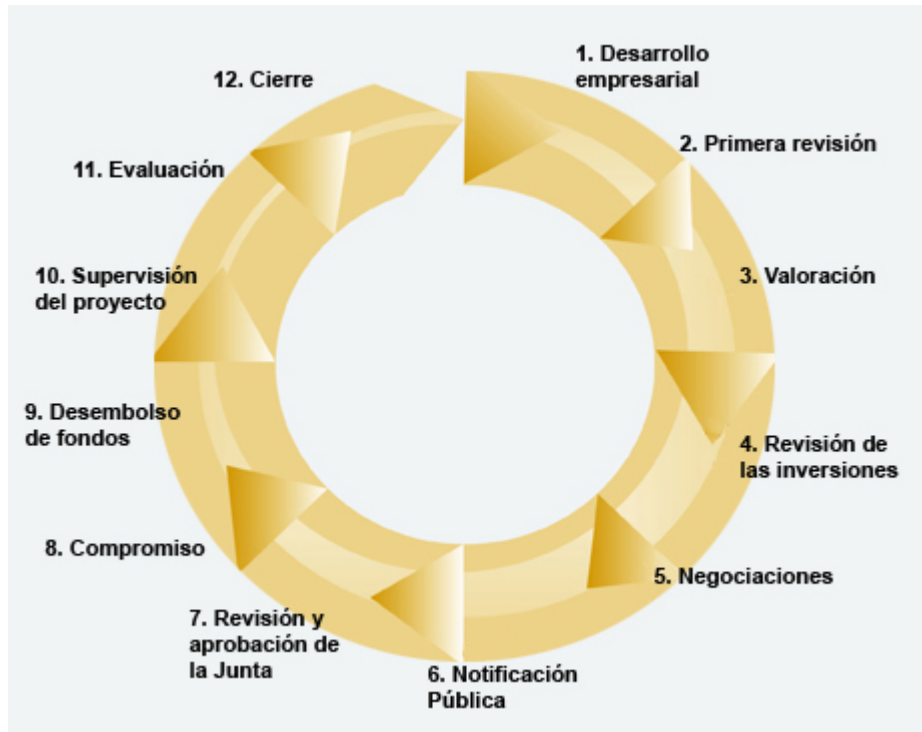 1. Desarrollo
empresarial
2. Primera revisión
3. Valoración
4. Revisión de
las inversiones
5. Negociaciones
6. Notificación
Pública
7. Revisión y
aprobación de
la Junta
8. Compromiso
9. Desembolso
de fondos
10. Supervisión
del proyecto
11. Evaluación
12. Cierre